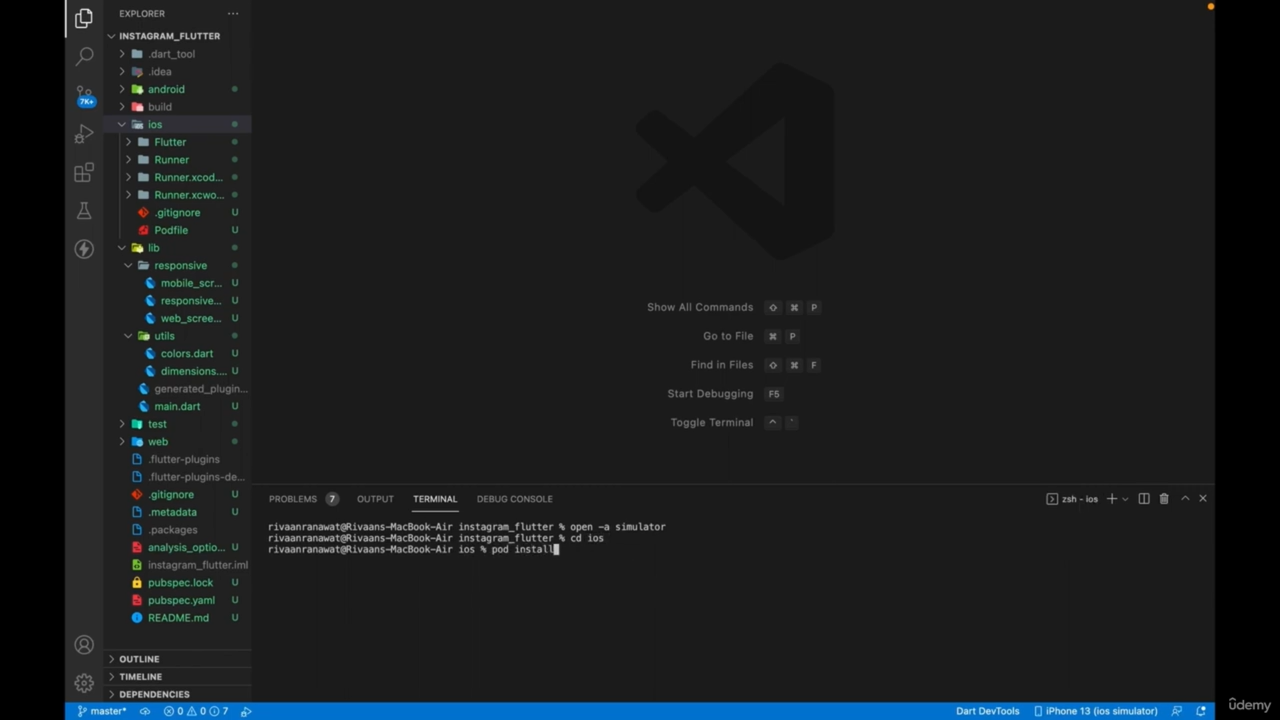 EXPLORER
INSTAGRAM_FLUTTER
.dart_tool
.idea
android
build
ios
Flutter
Runner
Runner.xcod...
Runner.xcwo...
.gitignore U
Podfile U
lib
responsive
mobile_scr... U
responsive... U
web_scree... U
utils
colors.dart U
dimensions.... U
generated_plugin...
main.dart U
test
web
.flutter-plugins
.flutter-plugins-de...
.gitignore U
.metadata U
.packages
analysis_optio... U
instagram_flutter.iml
pubspec.lock U
pubspec.yaml U
README.md U
OUTLINE
TIMELINE
DEPENDENCIES
7K+
Show All Commands ⇧ ⌘ P
Go to File ⌘ P
Find in Files ⇧ ⌘ F
Start Debugging F5
Toggle Terminal ^ `
PROBLEMS 7 OUTPUT TERMINAL DEBUG CONSOLE zsh - ios
rivaanranawat@Rivaans-MacBook-Air instagram_flutter % open -a simulator
rivaanranawat@Rivaans-MacBook-Air instagram_flutter % cd ios
rivaanranawat@Rivaans-MacBook-Air ios % pod install
master* 0 0 7 Dart DevTools iPhone 13 (ios simulator)
ûdemy